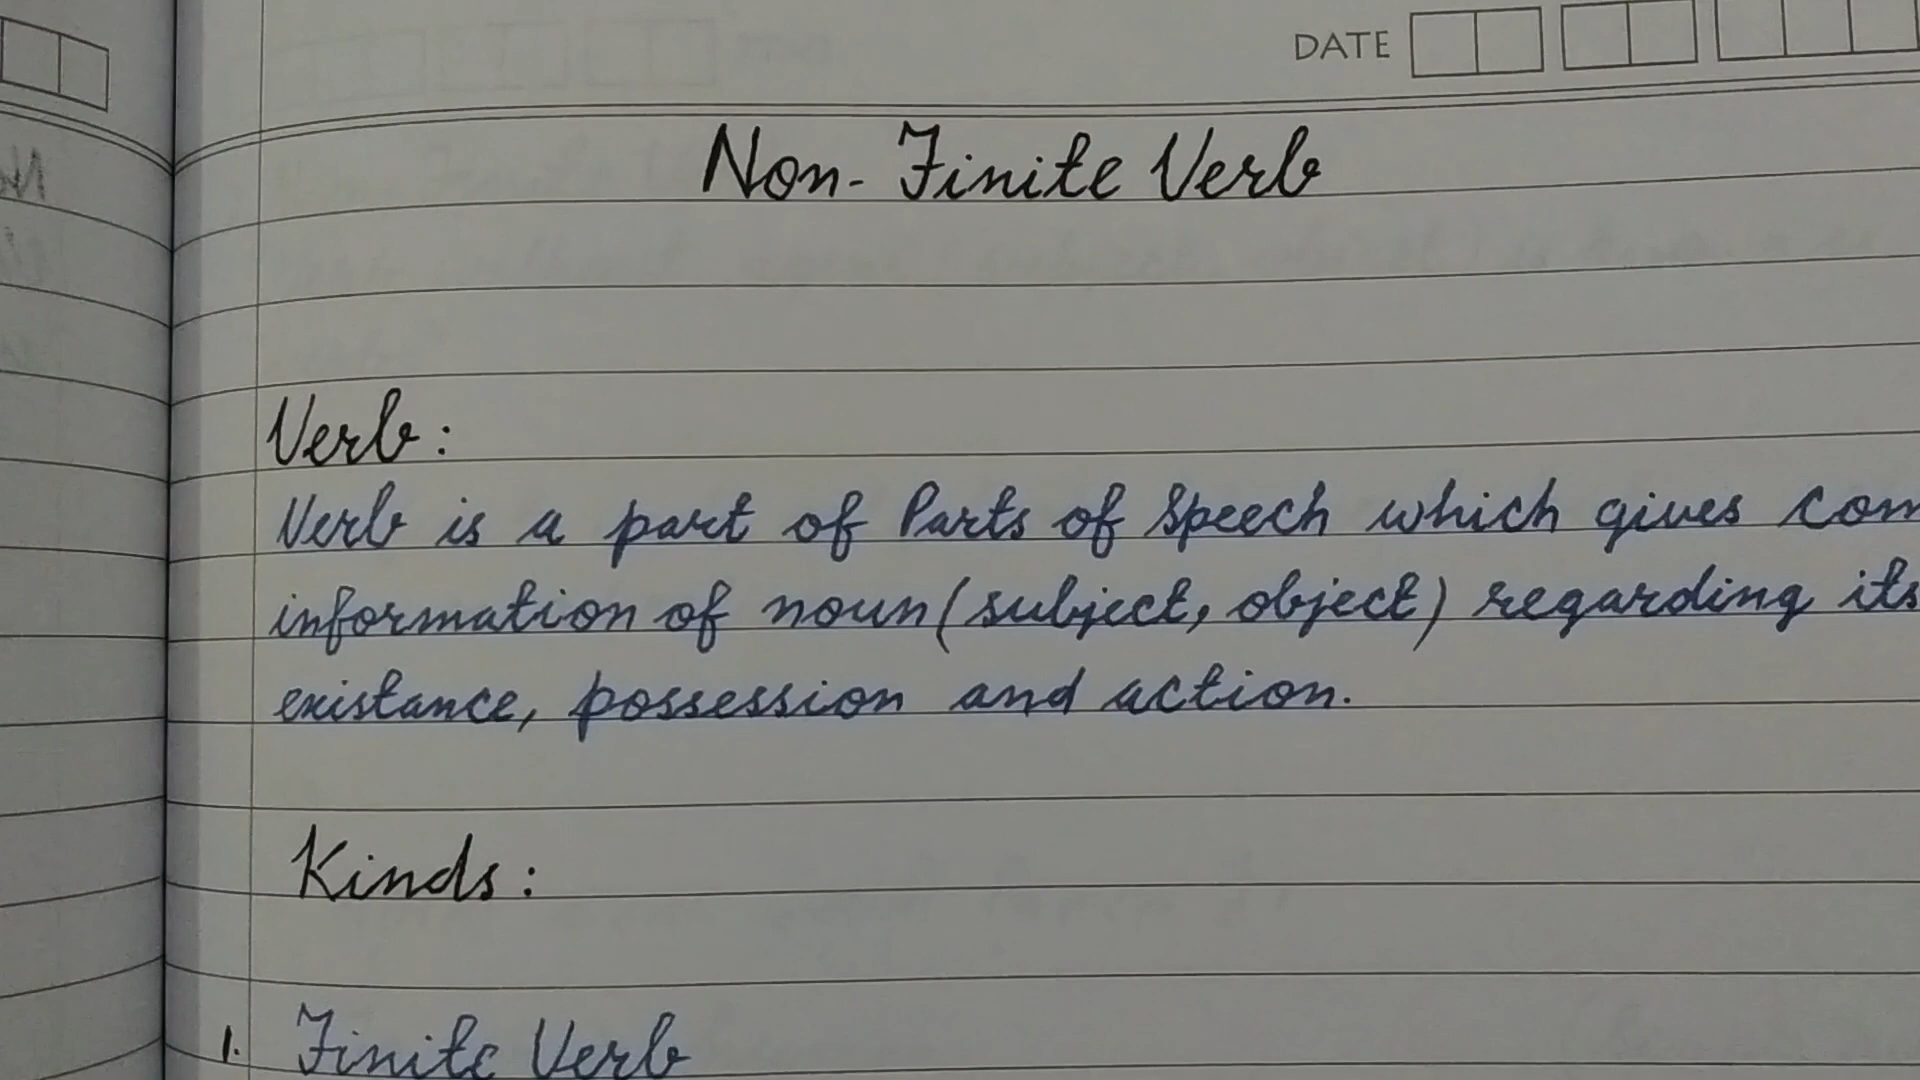 DATE
Non-Finite Verb
Verb:
Verb is a part of Parts of Speech which gives com
information of noun (subject, object) regarding its
existance, possession and action.
Kinds:
1. Finite Verb